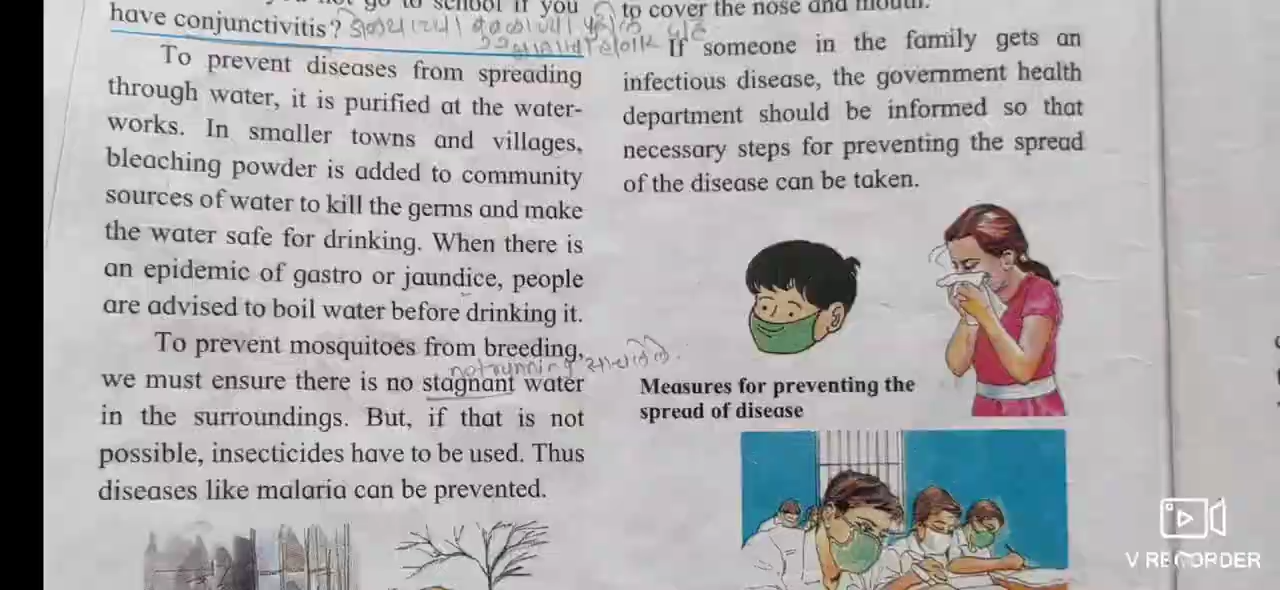 go to school if you
have conjunctivitis?
To prevent diseases from spreading
through water, it is purified at the water-
works. In smaller towns and villages,
bleaching powder is added to community
sources of water to kill the germs and make
the water safe for drinking. When there is
an epidemic of gastro or jaundice, people
are advised to boil water before drinking it.
To prevent mosquitoes from breeding,
not running साचलेले.
we must ensure there is no stagnant water
in the surroundings. But, if that is not
possible, insecticides have to be used. Thus
diseases like malaria can be prevented.
to cover the nose and mouth.
If someone in the family gets an
infectious disease, the government health
department should be informed so that
necessary steps for preventing the spread
of the disease can be taken.
Measures for preventing the
spread of disease
V RECORDER